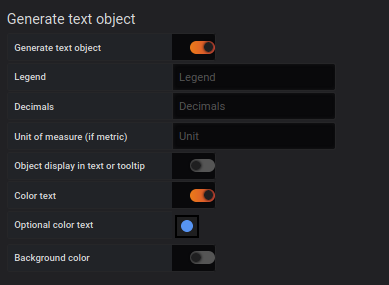 Generate text object
Generate text object
Legend
Legend
Decimals
Decimals
Unit of measure (if metric)
Unit
Object display in text or tooltip
Color text
Optional color text
Background color